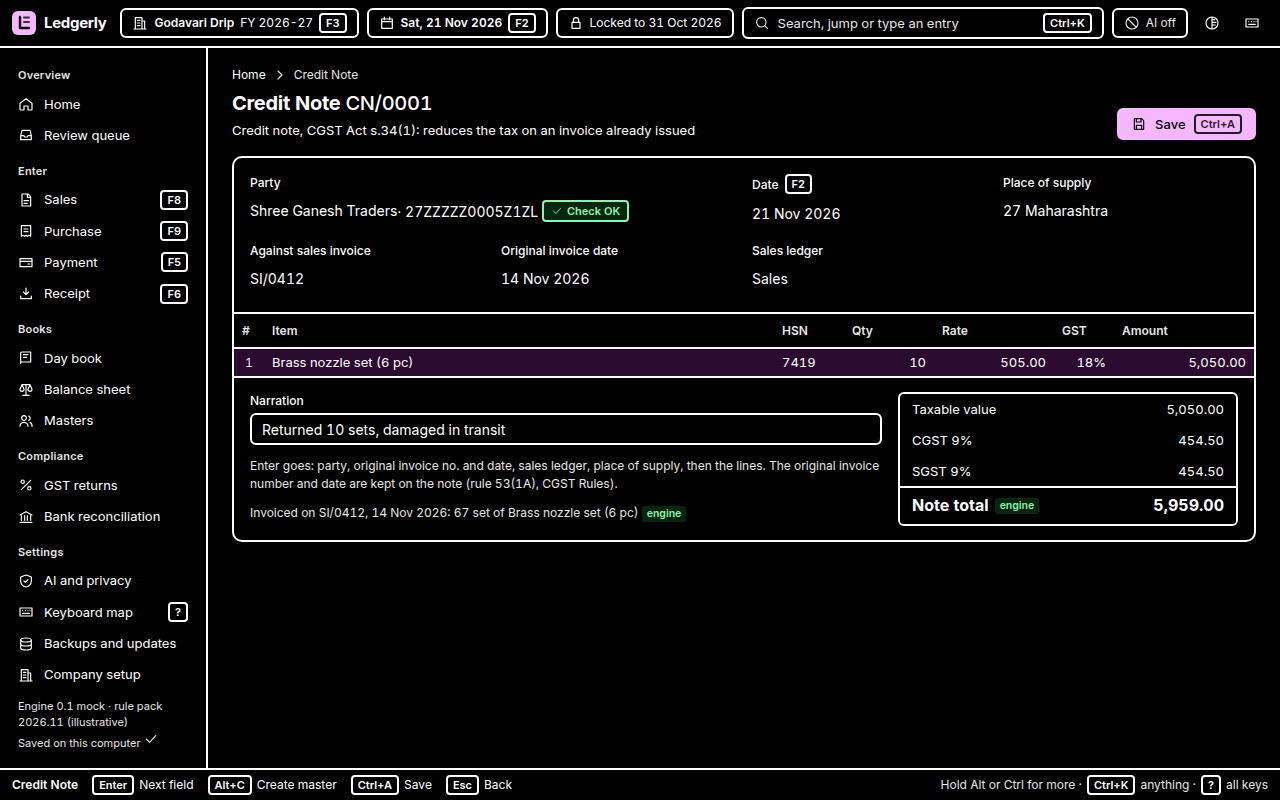 Ledgerly
Godavari Drip FY 2026-27 F3
Sat, 21 Nov 2026 F2
Locked to 31 Oct 2026
Search, jump or type an entry Ctrl+K
AI off
Overview
Home
Review queue
Enter
Sales F8
Purchase F9
Payment F5
Receipt F6
Books
Day book
Balance sheet
Masters
Compliance
GST returns
Bank reconciliation
Settings
AI and privacy
Keyboard map ?
Backups and updates
Company setup
Engine 0.1 mock · rule pack
2026.11 (illustrative)
Saved on this computer
Home Credit Note
Credit Note CN/0001
Credit note, CGST Act s.34(1): reduces the tax on an invoice already issued
Save Ctrl+A
Party
Shree Ganesh Traders· 27ZZZZZ0005Z1ZL Check OK
Date F2
21 Nov 2026
Place of supply
27 Maharashtra
Against sales invoice
SI/0412
Original invoice date
14 Nov 2026
Sales ledger
Sales
# Item HSN Qty Rate GST Amount
1 Brass nozzle set (6 pc) 7419 10 505.00 18% 5,050.00
Narration
Returned 10 sets, damaged in transit
Enter goes: party, original invoice no. and date, sales ledger, place of supply, then the lines. The original invoice
number and date are kept on the note (rule 53(1A), CGST Rules).
Invoiced on SI/0412, 14 Nov 2026: 67 set of Brass nozzle set (6 pc) engine
Taxable value 5,050.00
CGST 9% 454.50
SGST 9% 454.50
Note total engine 5,959.00
Credit Note Enter Next field Alt+C Create master Ctrl+A Save Esc Back
Hold Alt or Ctrl for more · Ctrl+K anything · ? all keys